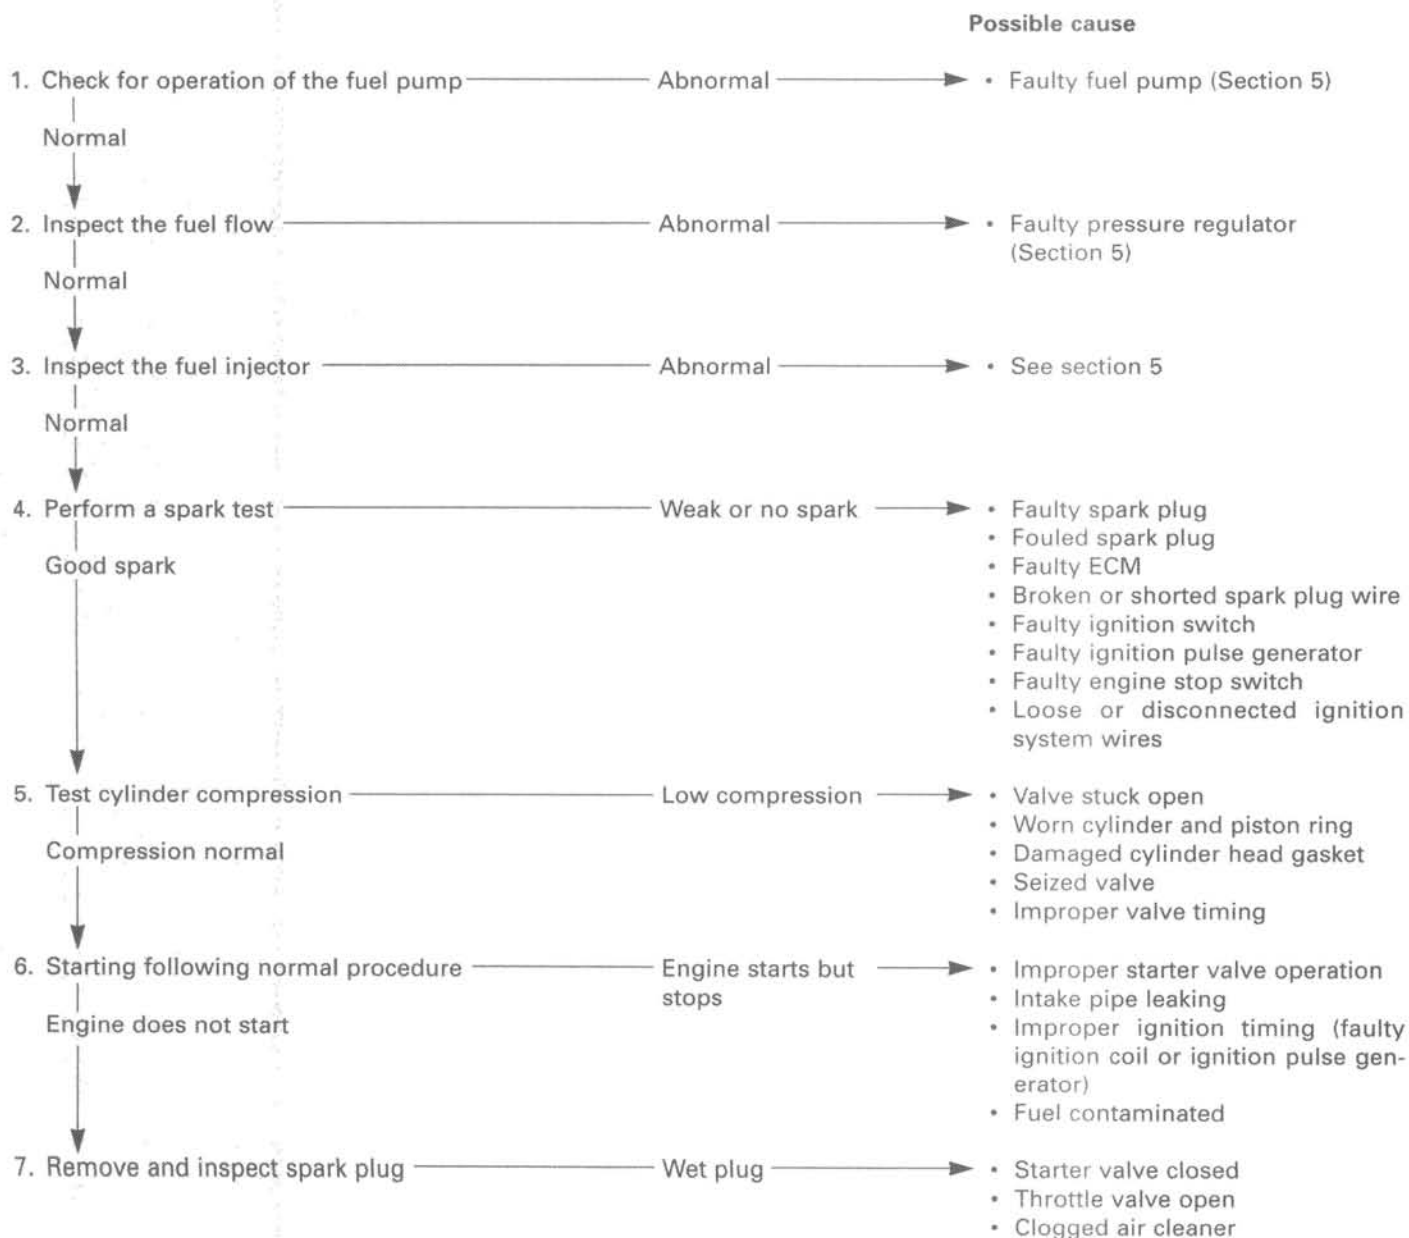 Possible cause
1. Check for operation of the fuel pump Abnormal • Faulty fuel pump (Section 5)
Normal
2. Inspect the fuel flow Abnormal • Faulty pressure regulator
(Section 5)
Normal
3. Inspect the fuel injector Abnormal • See section 5
Normal
4. Perform a spark test Weak or no spark • Faulty spark plug
• Fouled spark plug
Good spark
• Faulty ECM
• Broken or shorted spark plug wire
• Faulty ignition switch
• Faulty ignition pulse generator
• Faulty engine stop switch
• Loose or disconnected ignition
system wires
5. Test cylinder compression Low compression • Valve stuck open
• Worn cylinder and piston ring
Compression normal • Damaged cylinder head gasket
• Seized valve
• Improper valve timing
6. Starting following normal procedure Engine starts but • Improper starter valve operation
stops • Intake pipe leaking
Engine does not start • Improper ignition timing (faulty
ignition coil or ignition pulse gen-
erator)
• Fuel contaminated
7. Remove and inspect spark plug Wet plug • Starter valve closed
• Throttle valve open
• Clogged air cleaner